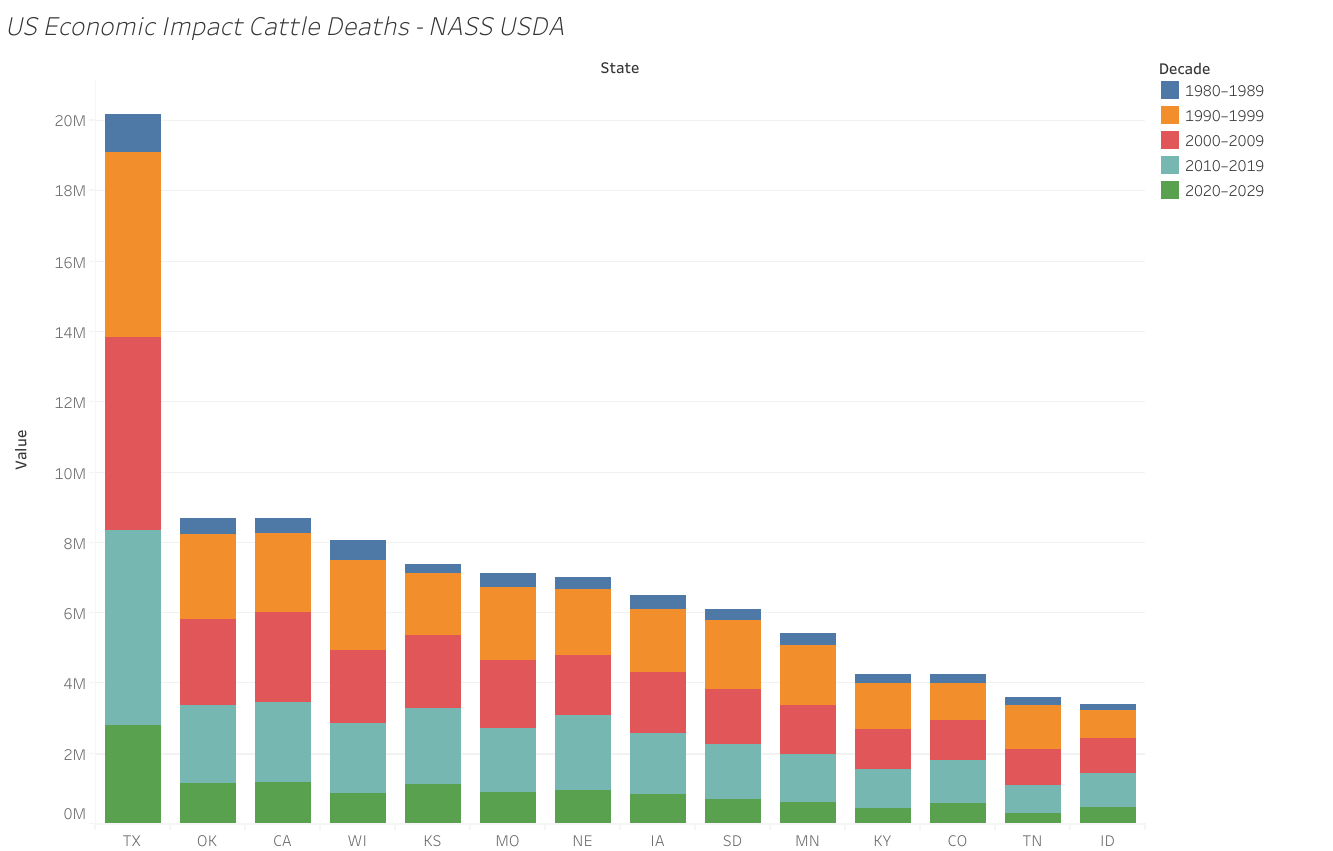 US Economic Impact Cattle Deaths - NASS USDA
State
Decade
1980–1989
1990–1999
2000–2009
2010–2019
2020–2029
Value
20M
18M
16M
14M
12M
10M
8M
6M
4M
2M
0M
TX OK CA WI KS MO NE IA SD MN KY CO TN ID